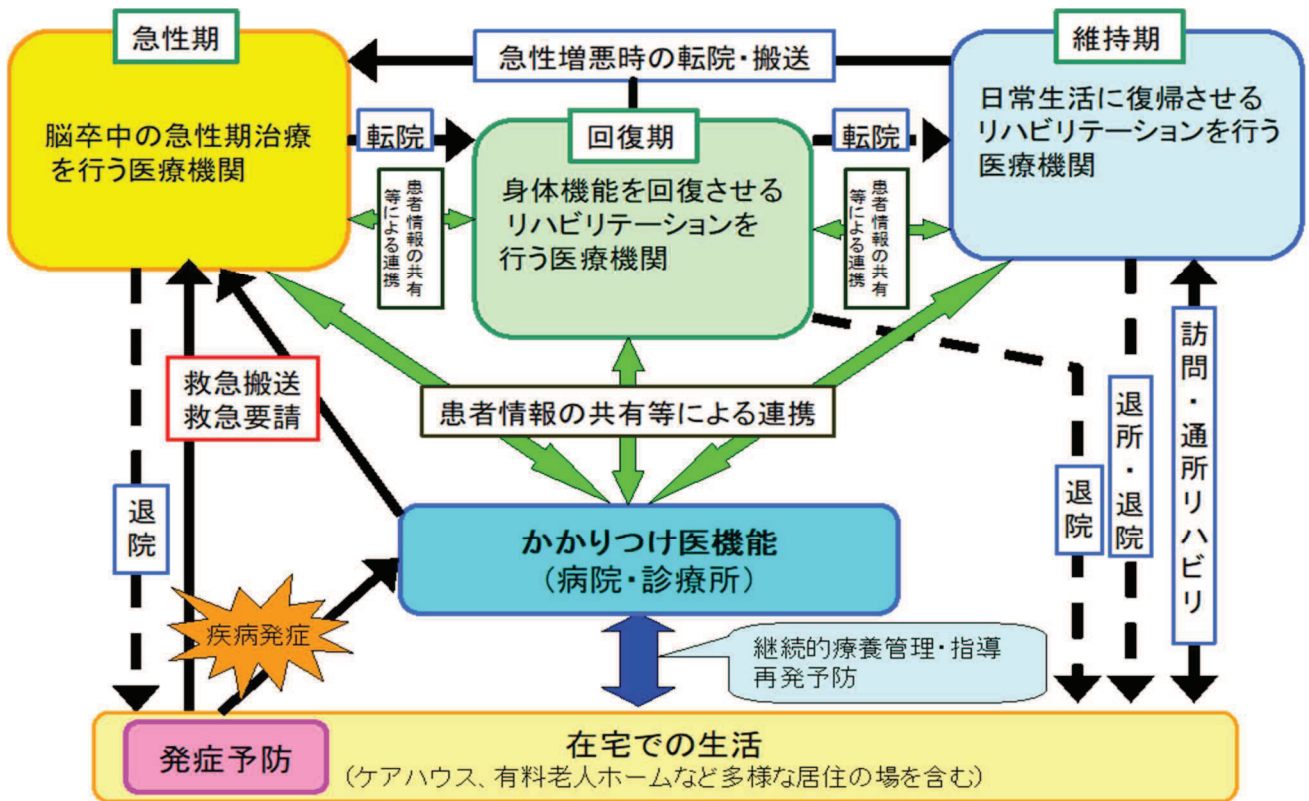 急性期
脳卒中の急性期治療
を行う医療機関
急性増悪時の転院・搬送
維持期
日常生活に復帰させる
リハビリテーションを行う
医療機関
転院
回復期
身体機能を回復させる
リハビリテーションを
行う医療機関
転院
患者情報の共有
等による連携
患者情報の共有
等による連携
救急搬送
救急要請
患者情報の共有等による連携
退院
退院
退所・退院
訪問・通所リハビリ
かかりつけ医機能
（病院・診療所）
疾病発症
継続的療養管理・指導
再発予防
発症予防
在宅での生活
（ケアハウス、有料老人ホームなど多様な居住の場を含む）